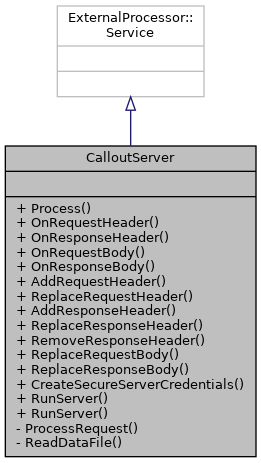 ExternalProcessor::
Service
CalloutServer
+ Process()
+ OnRequestHeader()
+ OnResponseHeader()
+ OnRequestBody()
+ OnResponseBody()
+ AddRequestHeader()
+ ReplaceRequestHeader()
+ AddResponseHeader()
+ ReplaceResponseHeader()
+ RemoveResponseHeader()
+ ReplaceRequestBody()
+ ReplaceResponseBody()
+ CreateSecureServerCredentials()
+ RunServer()
+ RunServer()
- ProcessRequest()
- ReadDataFile()